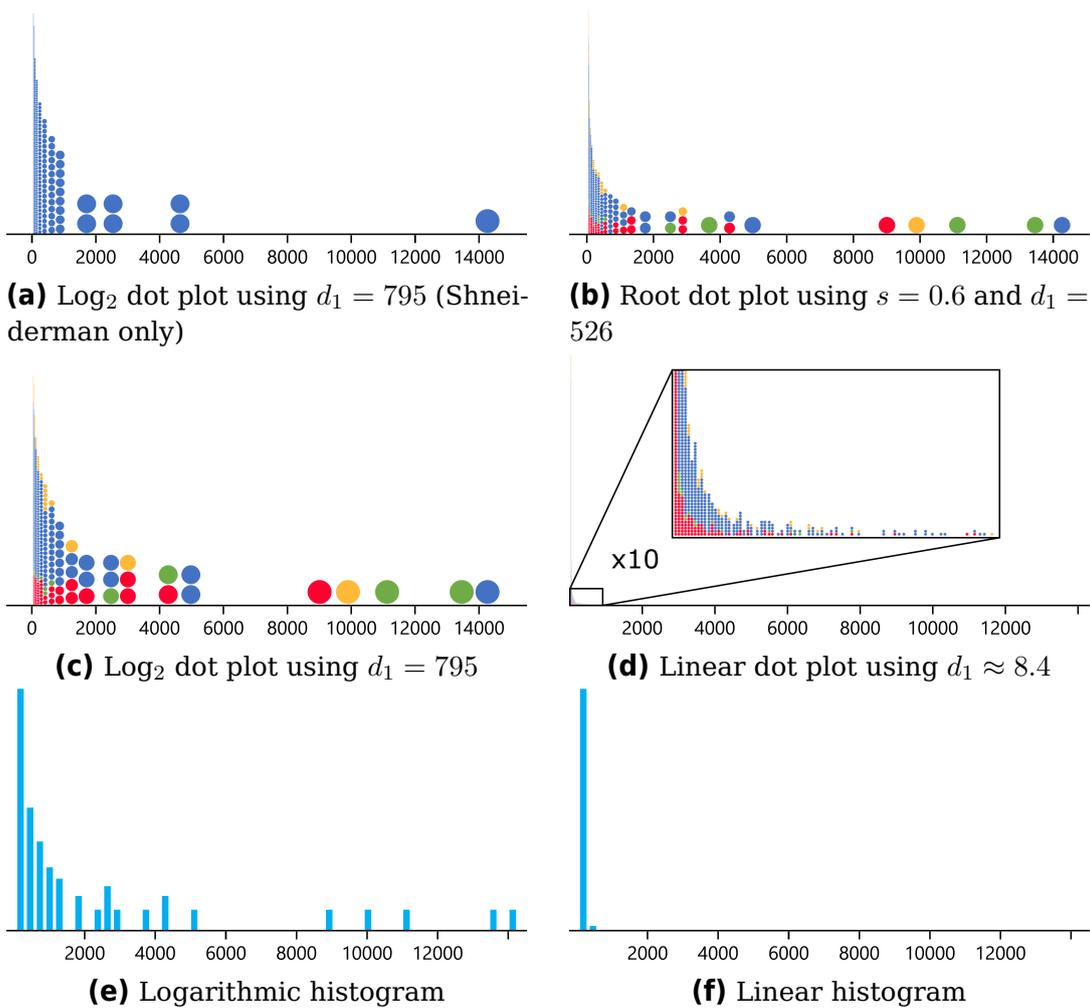 0 2000 4000 6000 8000 10000 12000 14000
(a) Log₂ dot plot using d₁ = 795 (Shnei-
derman only)
0 2000 4000 6000 8000 10000 12000 14000
(b) Root dot plot using s = 0.6 and d₁ =
526
0 2000 4000 6000 8000 10000 12000 14000
(c) Log₂ dot plot using d₁ = 795
x10
2000 4000 6000 8000 10000 12000
(d) Linear dot plot using d₁ ≈ 8.4
2000 4000 6000 8000 10000 12000
(e) Logarithmic histogram
2000 4000 6000 8000 10000 12000
(f) Linear histogram